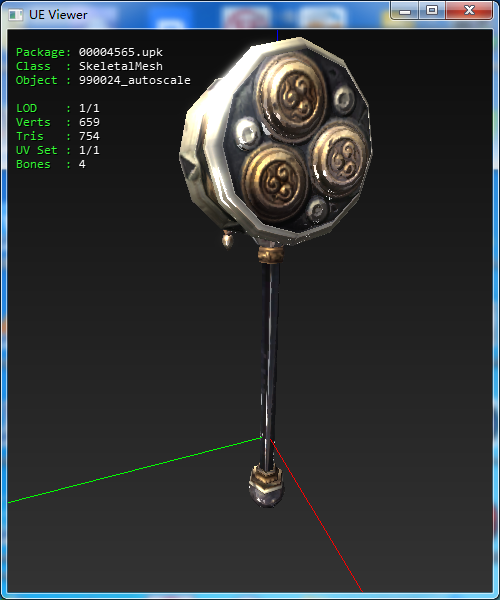 UE Viewer
Package: 00004565.upk
Class : SkeletalMesh
Object : 990024_autoscale
LOD : 1/1
Verts : 659
Tris : 754
UV Set : 1/1
Bones : 4